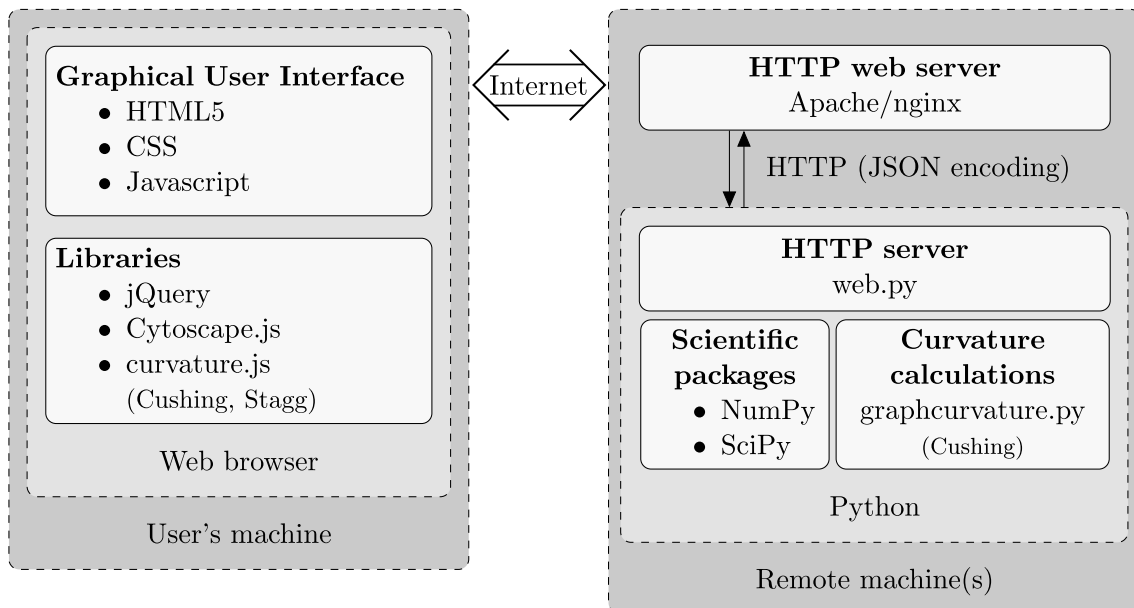 Graphical User Interface
• HTML5
• CSS
• Javascript
Libraries
• jQuery
• Cytoscape.js
• curvature.js
(Cushing, Stagg)
Web browser
User's machine
Internet
HTTP web server
Apache/nginx
HTTP (JSON encoding)
HTTP server
web.py
Scientific
packages
• NumPy
• SciPy
Curvature
calculations
graphcurvature.py
(Cushing)
Python
Remote machine(s)